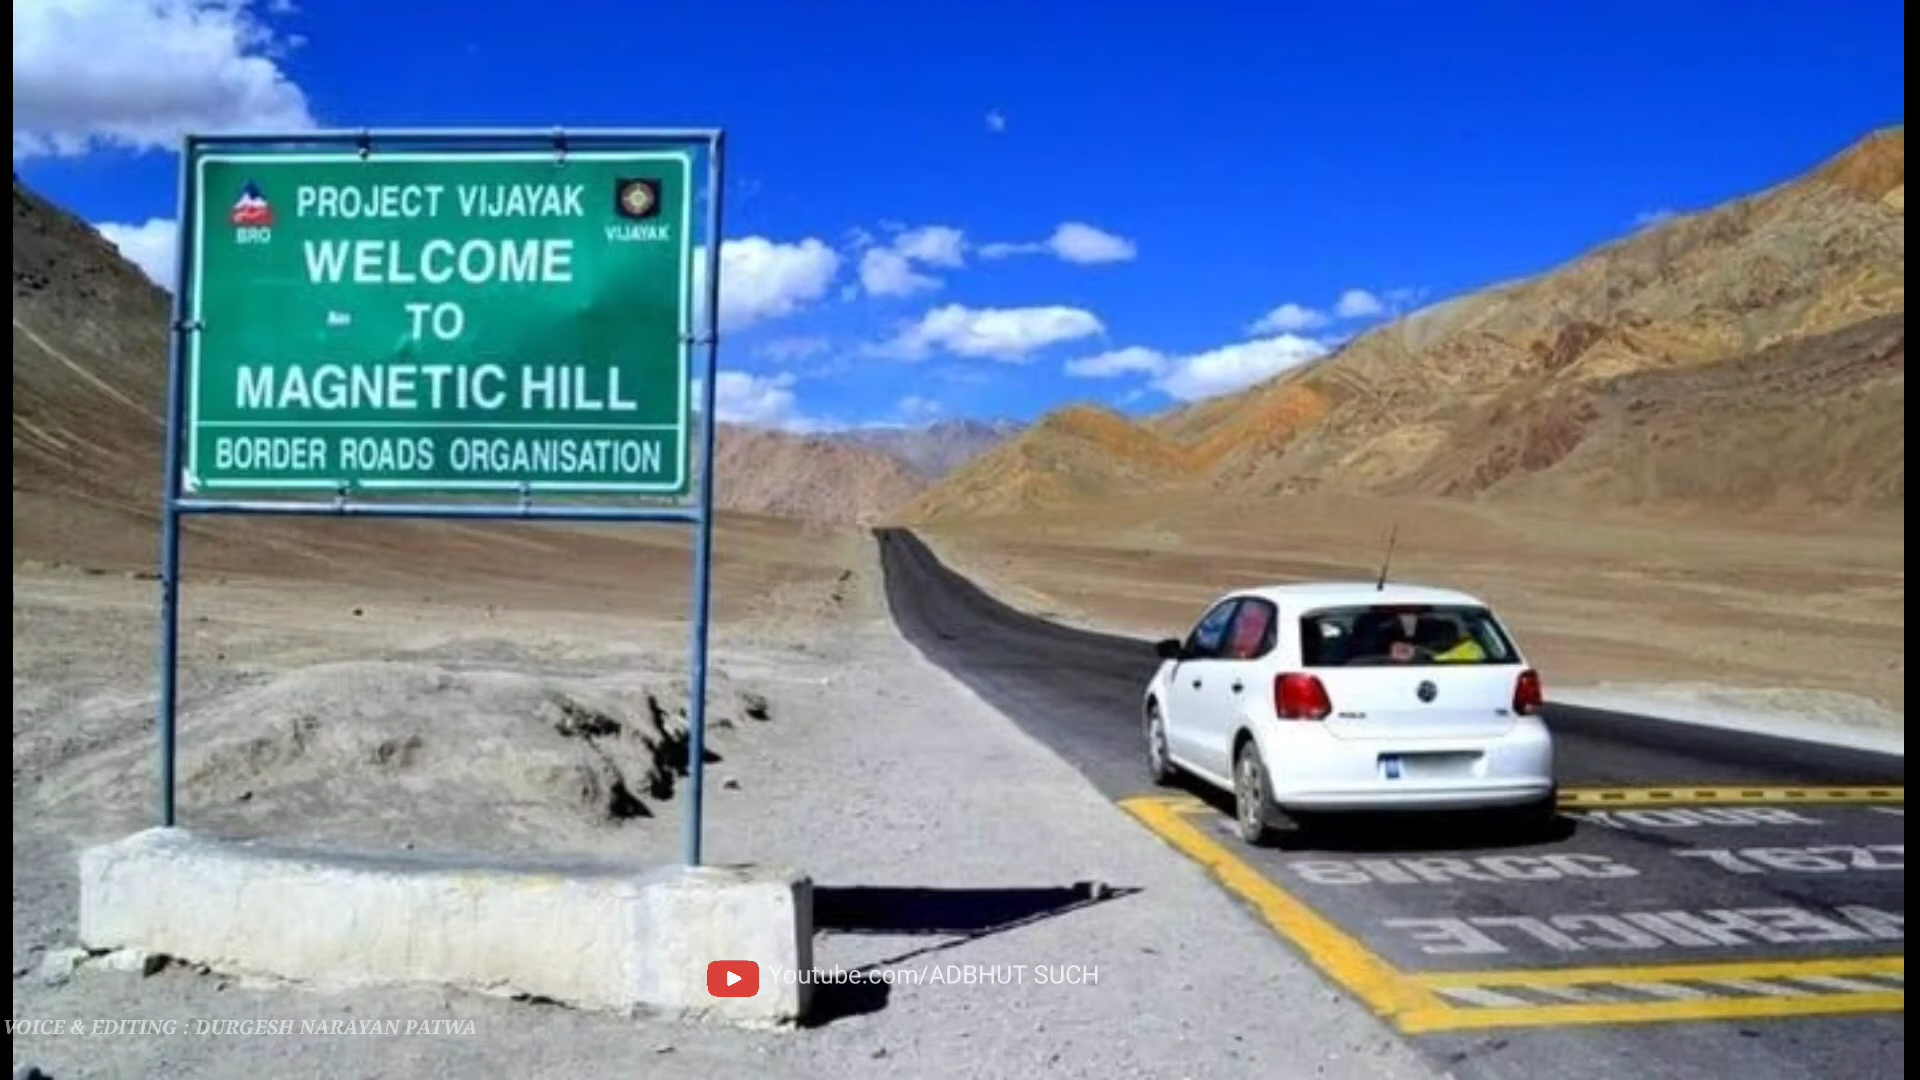 PROJECT VIJAYAK
BRO
VIJAYAK
WELCOME
TO
MAGNETIC HILL
BORDER ROADS ORGANISATION
YOUR
VEHICLE
Youtube.com/ADBHUT SUCH
VOICE & EDITING : DURGESH NARAYAN PATWA